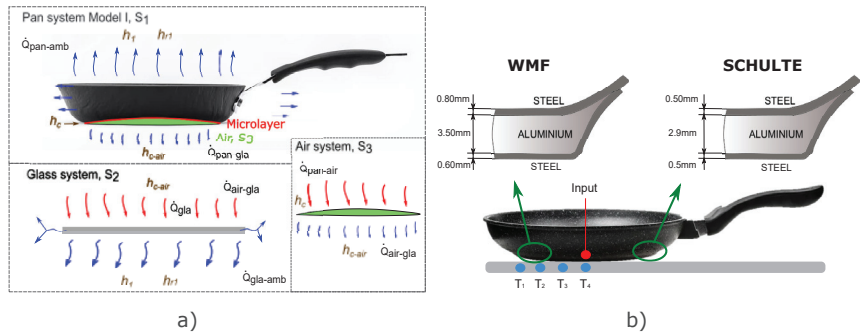 Pan system Model I, S1
Q̇pan-amb
h1 hr1
hc
Microlayer
Air, S3
hc-air
Q̇pan-gla
Glass system, S2
hc-air
Q̇air-gla
Q̇gla
h1 hr1
Q̇gla-amb
Air system, S3
Q̇pan-air
hc
hc-air
Q̇air-gla
a)
WMF
SCHULTE
0.80mm
STEEL
3.50mm
ALUMINIUM
0.60mm
STEEL
0.50mm
STEEL
2.9mm
ALUMINIUM
0.5mm
STEEL
Input
T1 T2 T3 T4
b)